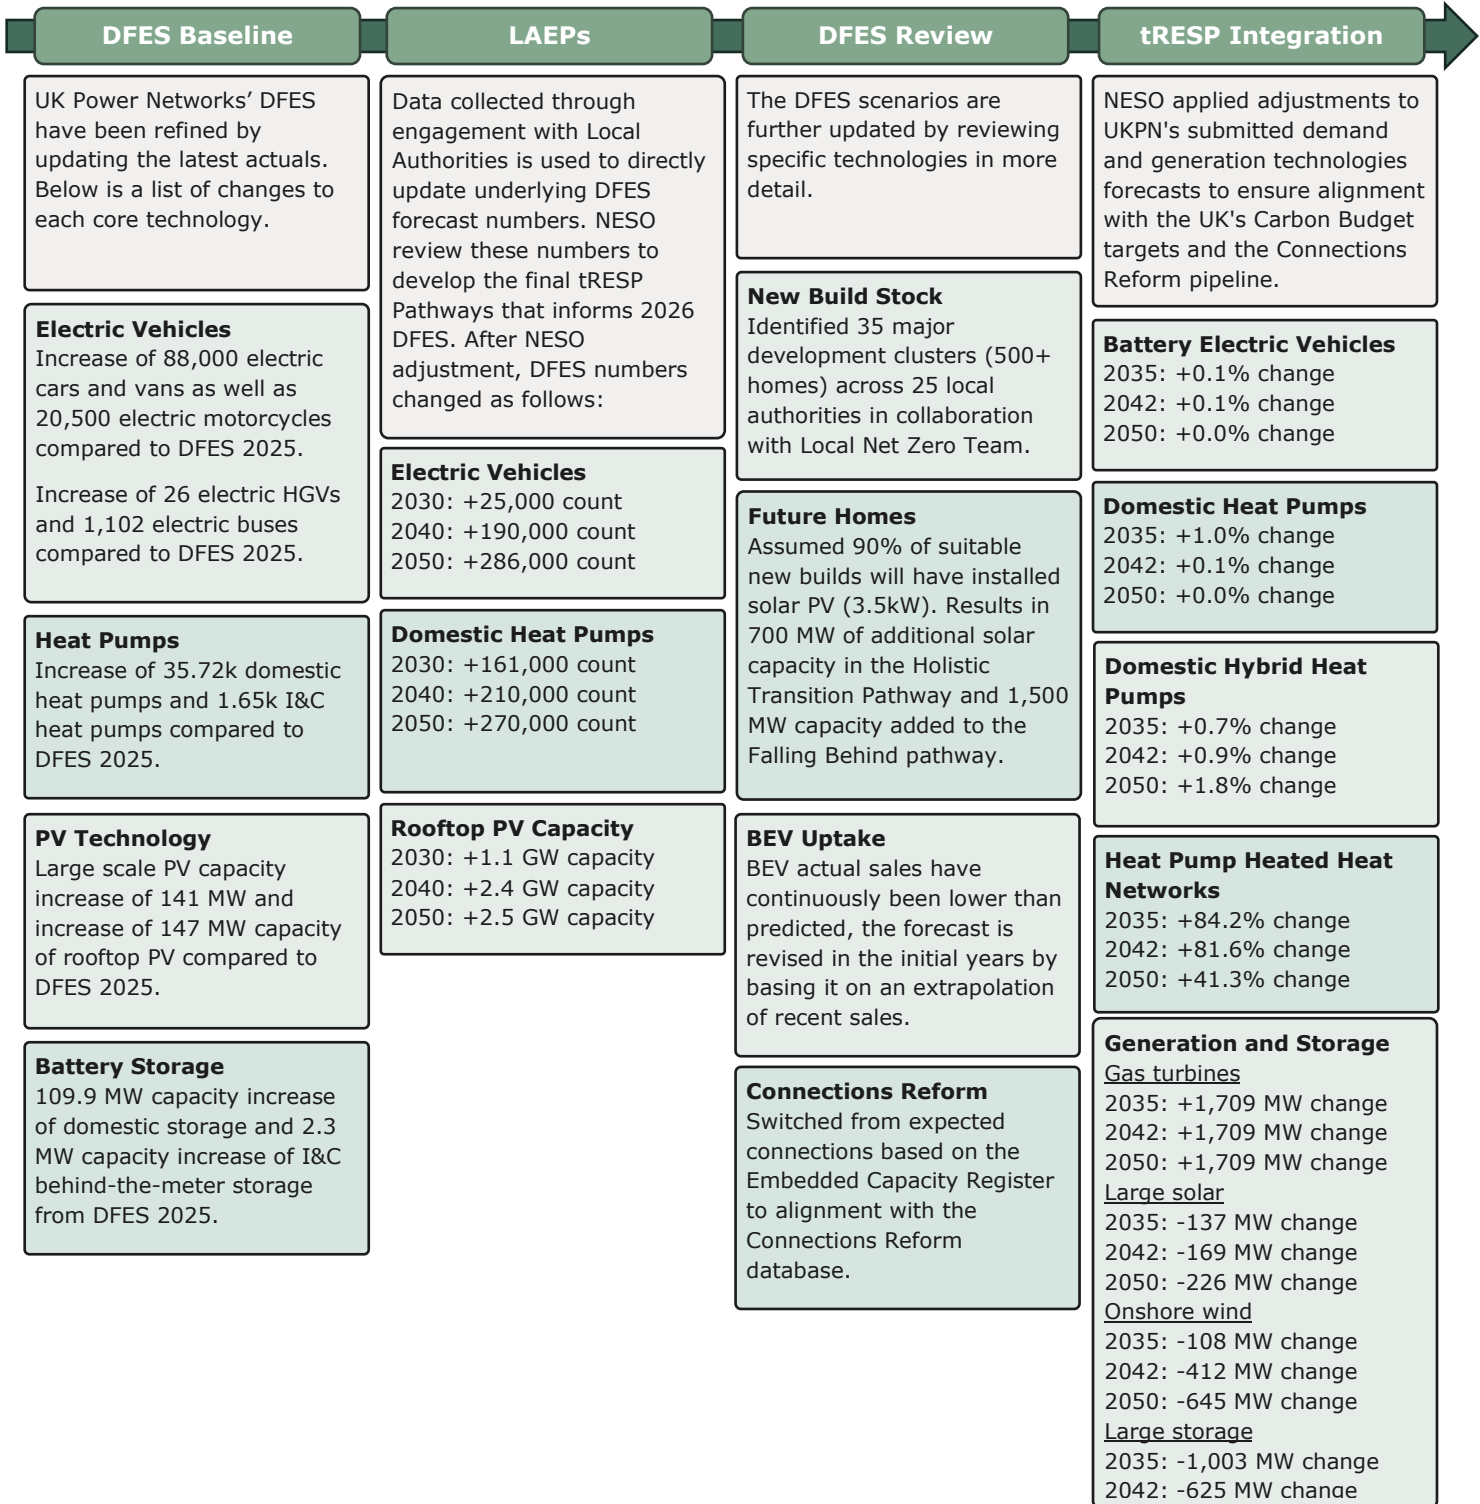 DFES Baseline
LAEPs
DFES Review
tRESP Integration
UK Power Networks’ DFES
have been refined by
updating the latest actuals.
Below is a list of changes to
each core technology.
Electric Vehicles
Increase of 88,000 electric
cars and vans as well as
20,500 electric motorcycles
compared to DFES 2025.
Increase of 26 electric HGVs
and 1,102 electric buses
compared to DFES 2025.
Heat Pumps
Increase of 35.72k domestic
heat pumps and 1.65k I&C
heat pumps compared to
DFES 2025.
PV Technology
Large scale PV capacity
increase of 141 MW and
increase of 147 MW capacity
of rooftop PV compared to
DFES 2025.
Battery Storage
109.9 MW capacity increase
of domestic storage and 2.3
MW capacity increase of I&C
behind-the-meter storage
from DFES 2025.
Data collected through
engagement with Local
Authorities is used to directly
update underlying DFES
forecast numbers. NESO
review these numbers to
develop the final tRESP
Pathways that informs 2026
DFES. After NESO
adjustment, DFES numbers
changed as follows:
Electric Vehicles
2030: +25,000 count
2040: +190,000 count
2050: +286,000 count
Domestic Heat Pumps
2030: +161,000 count
2040: +210,000 count
2050: +270,000 count
Rooftop PV Capacity
2030: +1.1 GW capacity
2040: +2.4 GW capacity
2050: +2.5 GW capacity
The DFES scenarios are
further updated by reviewing
specific technologies in more
detail.
New Build Stock
Identified 35 major
development clusters (500+
homes) across 25 local
authorities in collaboration
with Local Net Zero Team.
Future Homes
Assumed 90% of suitable
new builds will have installed
solar PV (3.5kW). Results in
700 MW of additional solar
capacity in the Holistic
Transition Pathway and 1,500
MW capacity added to the
Falling Behind pathway.
BEV Uptake
BEV actual sales have
continuously been lower than
predicted, the forecast is
revised in the initial years by
basing it on an extrapolation
of recent sales.
Connections Reform
Switched from expected
connections based on the
Embedded Capacity Register
to alignment with the
Connections Reform
database.
NESO applied adjustments to
UKPN's submitted demand
and generation technologies
forecasts to ensure alignment
with the UK's Carbon Budget
targets and the Connections
Reform pipeline.
Battery Electric Vehicles
2035: +0.1% change
2042: +0.1% change
2050: +0.0% change
Domestic Heat Pumps
2035: +1.0% change
2042: +0.1% change
2050: +0.0% change
Domestic Hybrid Heat
Pumps
2035: +0.7% change
2042: +0.9% change
2050: +1.8% change
Heat Pump Heated Heat
Networks
2035: +84.2% change
2042: +81.6% change
2050: +41.3% change
Generation and Storage
Gas turbines
2035: +1,709 MW change
2042: +1,709 MW change
2050: +1,709 MW change
Large solar
2035: -137 MW change
2042: -169 MW change
2050: -226 MW change
Onshore wind
2035: -108 MW change
2042: -412 MW change
2050: -645 MW change
Large storage
2035: -1,003 MW change
2042: -625 MW change